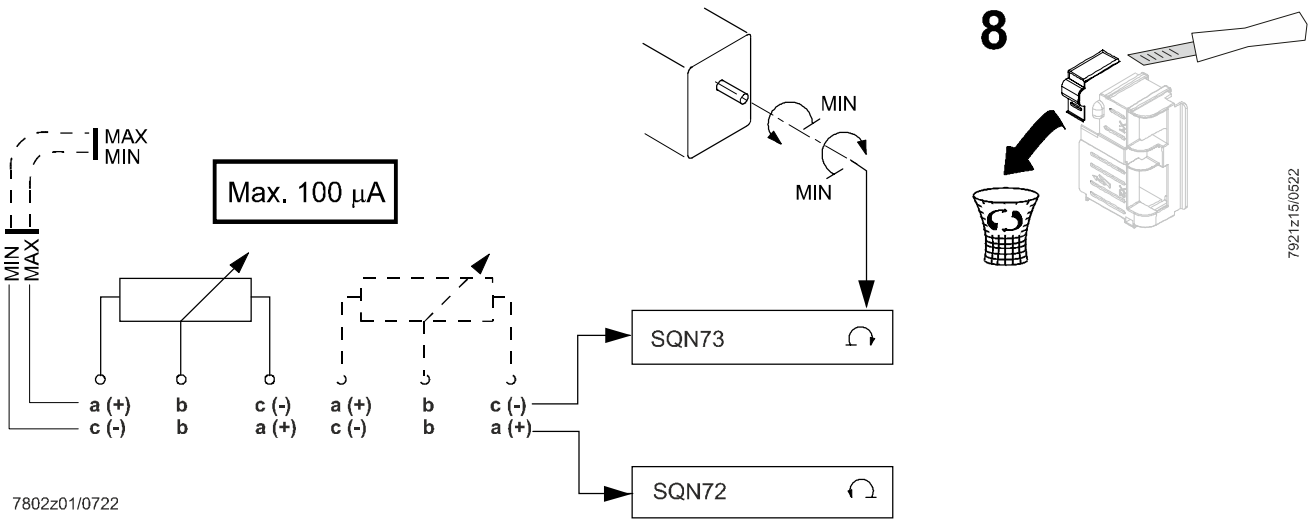 8
MIN
MAX
MIN
Max. 100 µA
MIN
MIN
MAX
7921z15/0522
SQN73
a (+) b c (-) a (+) b c (-)
c (-) b a (+) c (-) b a (+)
SQN72
7802z01/0722